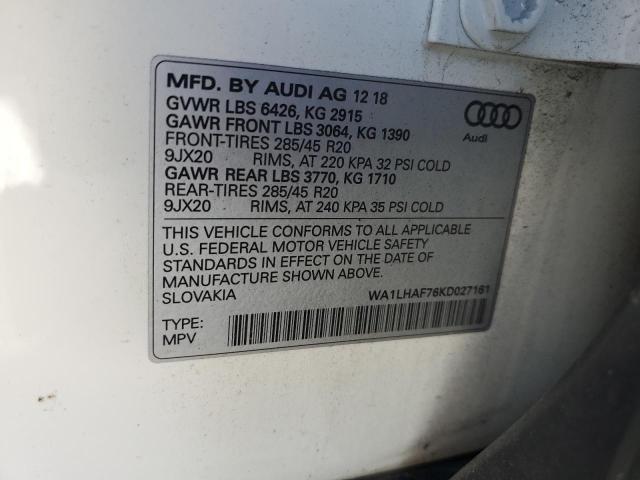 MFD. BY AUDI AG 12 18
GVWR LBS 6426, KG 2915
GAWR FRONT LBS 3064, KG 1390
FRONT-TIRES 285/45 R20
9JX20 RIMS, AT 220 KPA 32 PSI COLD
GAWR REAR LBS 3770, KG 1710
REAR-TIRES 285/45 R20
9JX20 RIMS, AT 240 KPA 35 PSI COLD
Audi
THIS VEHICLE CONFORMS TO ALL APPLICABLE
U.S. FEDERAL MOTOR VEHICLE SAFETY
STANDARDS IN EFFECT ON THE DATE OF
MANUFACTURE SHOWN ABOVE.
SLOVAKIA WA1LHAF76KD027161
TYPE:
MPV